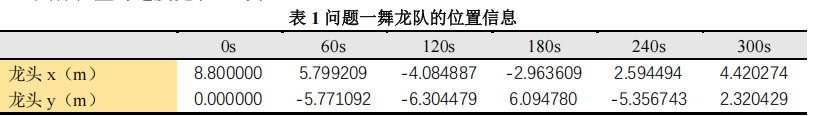 表 1 问题一舞龙队的位置信息
0s 60s 120s 180s 240s 300s
龙头 x（m） 8.800000 5.799209 -4.084887 -2.963609 2.594494 4.420274
龙头 y（m） 0.000000 -5.771092 -6.304479 6.094780 -5.356743 2.320429